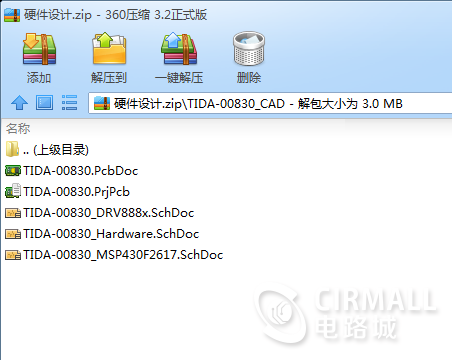 硬件设计.zip - 360压缩 3.2正式版
添加 解压到 一键解压 删除
硬件设计.zip\TIDA-00830_CAD - 解包大小为 3.0 MB
名称
.. (上级目录)
TIDA-00830.PcbDoc
TIDA-00830.PrjPcb
TIDA-00830_DRV888x.SchDoc
TIDA-00830_Hardware.SchDoc
TIDA-00830_MSP430F2617.SchDoc
CIRMALL
电路城